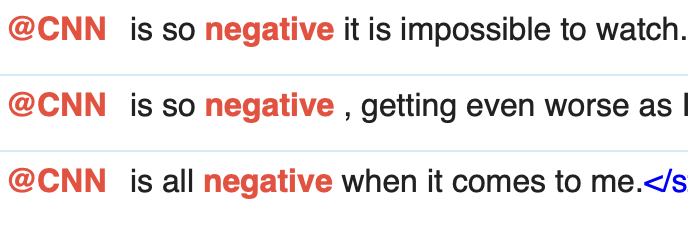 @CNN is so negative it is impossible to watch.
@CNN is so negative , getting even worse as I
@CNN is all negative when it comes to me.</s